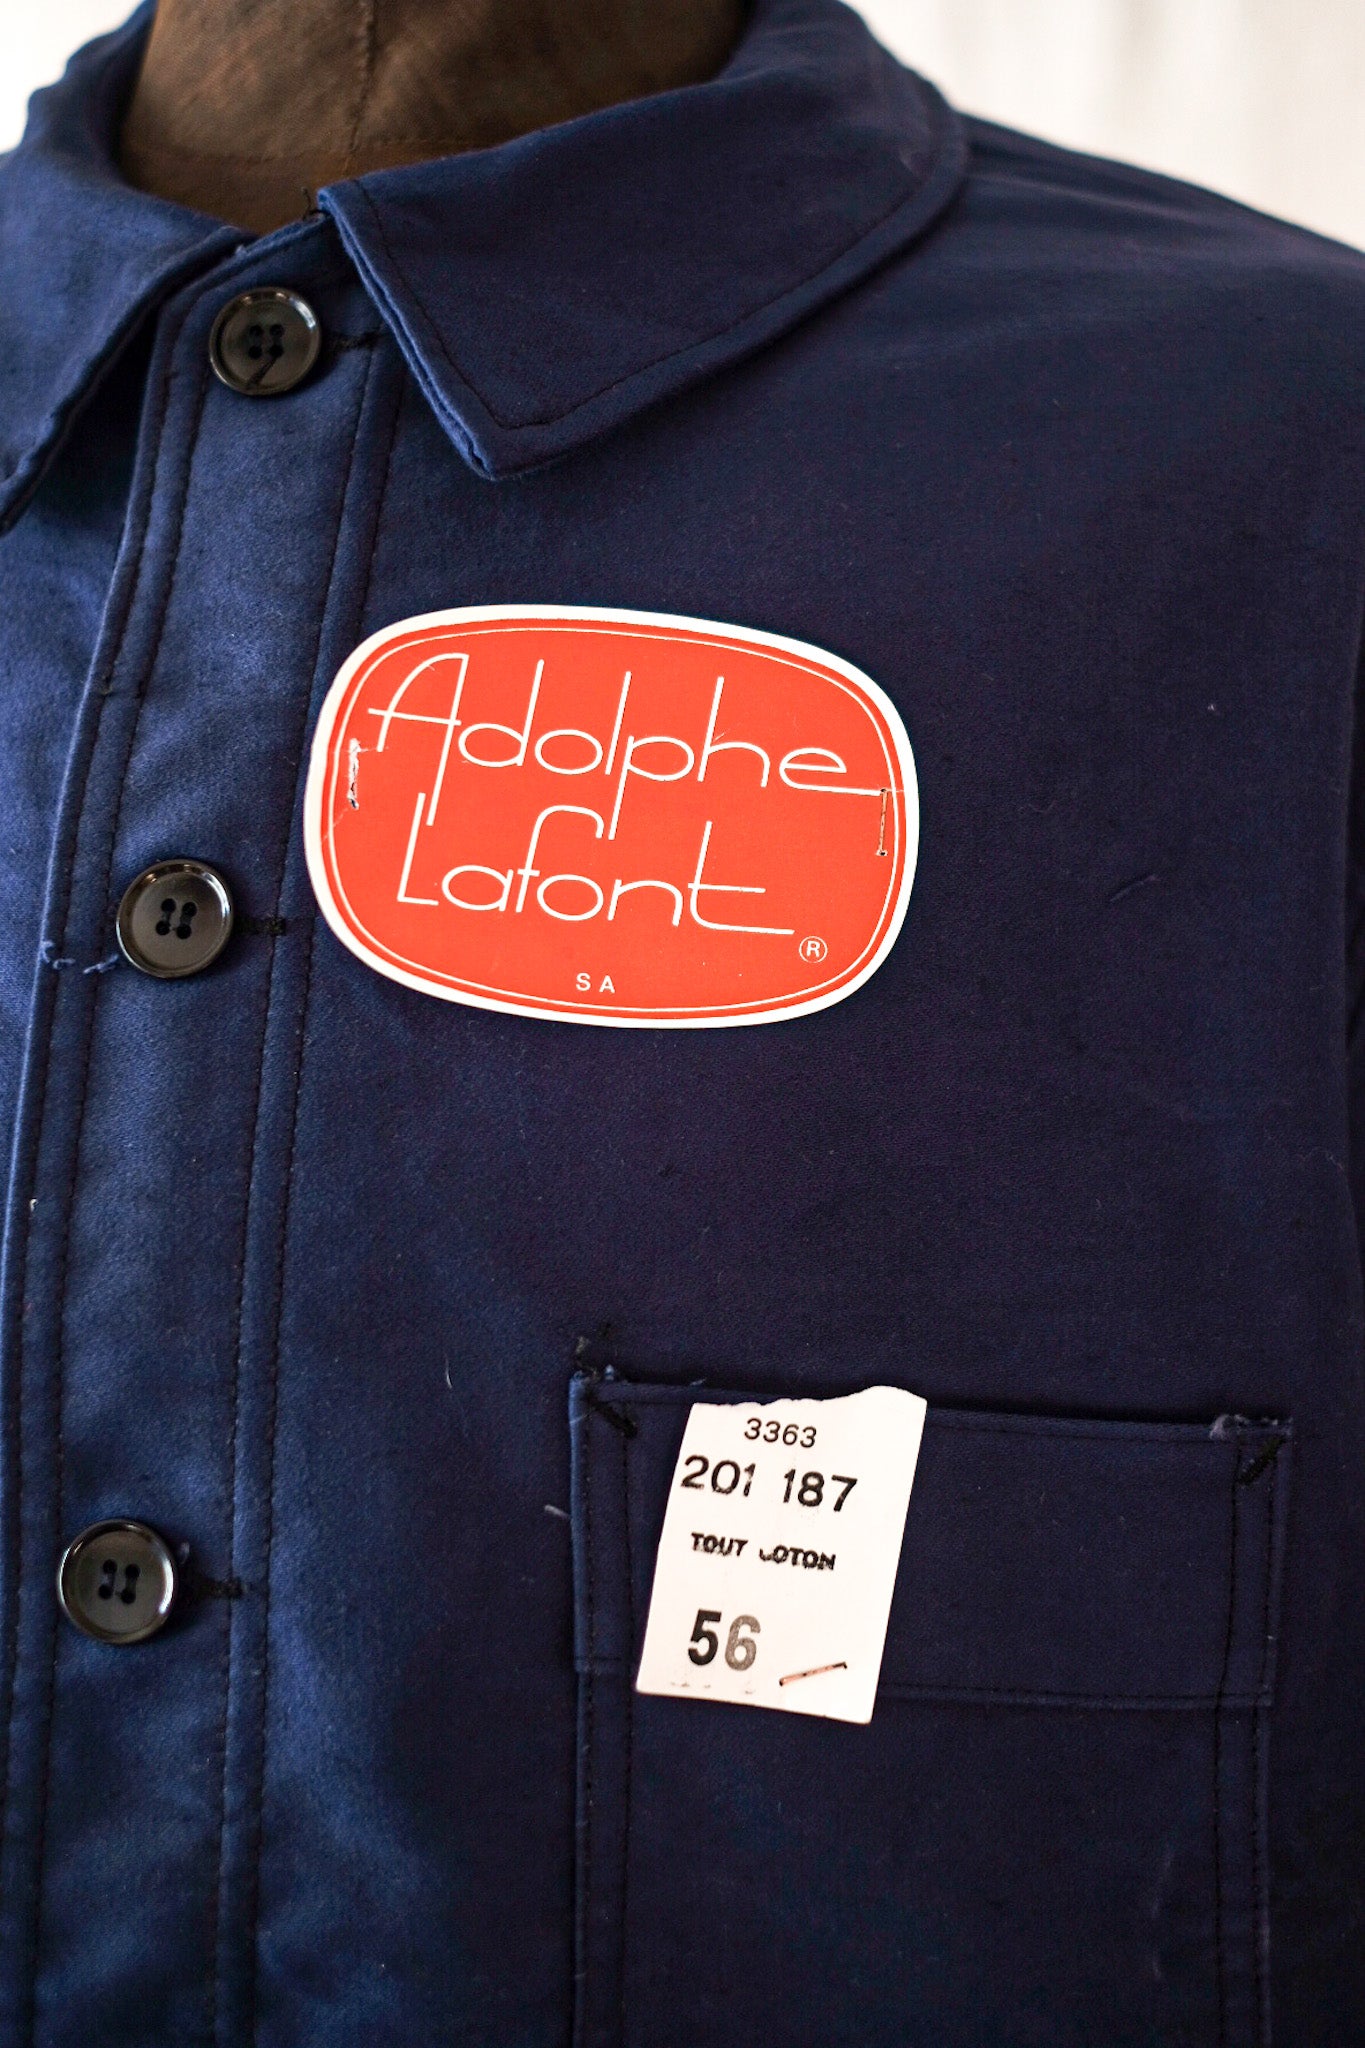 Adolphe
Lafont
®
SA
3363
201 187
TOUT COTON
56